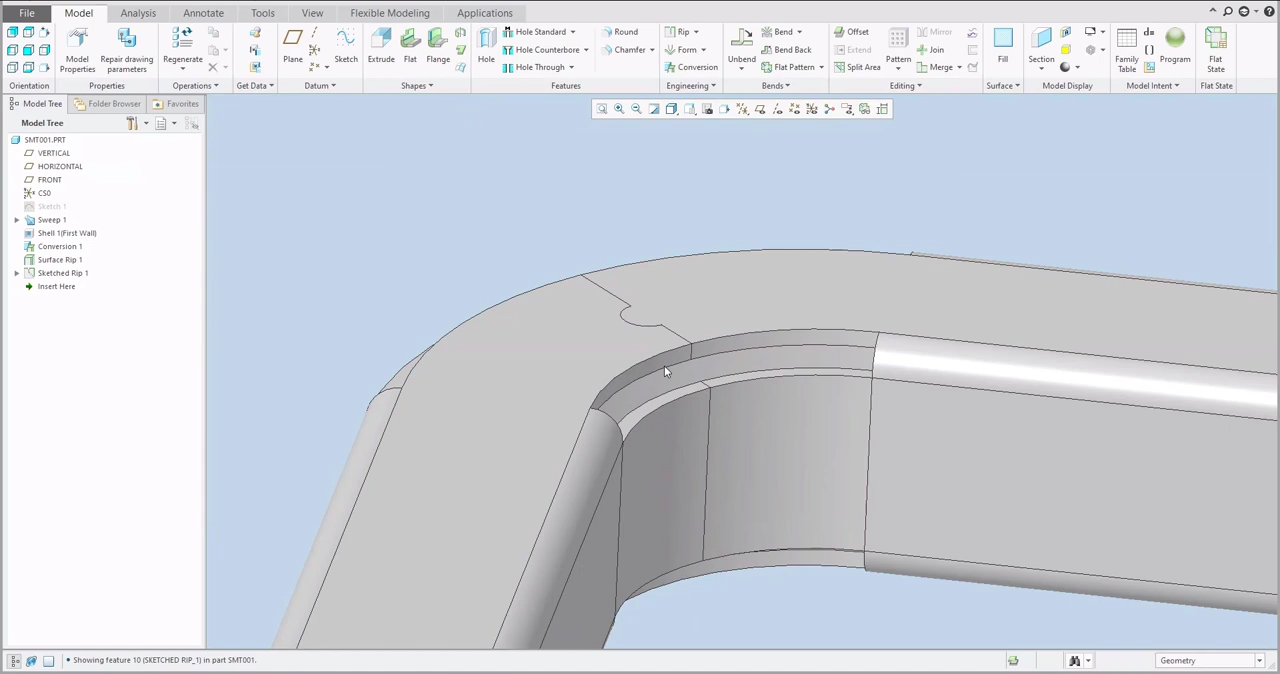 File Model Analysis Annotate Tools View Flexible Modeling Applications
Model Properties
Repair drawing parameters
Regenerate
Plane
Sketch
Extrude
Flat
Flange
Hole
Hole Standard
Hole Counterbore
Hole Through
Round
Chamfer
Rip
Form
Conversion
Unbend
Bend
Bend Back
Flat Pattern
Offset
Extend
Split Area
Pattern
Mirror
Join
Merge
Fill
Section
Family Table
Program
Flat State
Orientation Properties Operations Get Data Datum Shapes Features Engineering Bends Editing Surface Model Display Model Intent Flat State
Model Tree Folder Browser Favorites
Model Tree
SMT001.PRT
VERTICAL
HORIZONTAL
FRONT
CS0
Sketch 1
Sweep 1
Shell 1(First Wall)
Conversion 1
Surface Rip 1
Sketched Rip 1
Insert Here
• Showing feature 10 (SKETCHED RIP_1) in part SMT001.
Geometry